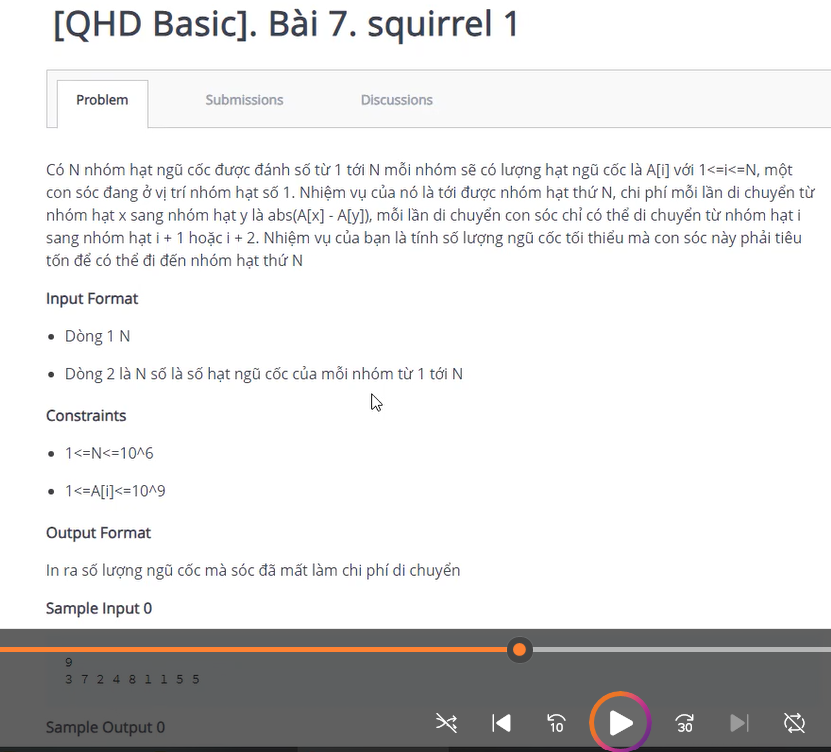 [QHD Basic]. Bài 7. squirrel 1
Problem
Submissions
Discussions
Có N nhóm hạt ngũ cốc được đánh số từ 1 tới N mỗi nhóm sẽ có lượng hạt ngũ cốc là A[i] với 1<=i<=N, một
con sóc đang ở vị trí nhóm hạt số 1. Nhiệm vụ của nó là tới được nhóm hạt thứ N, chi phí mỗi lần di chuyển từ
nhóm hạt x sang nhóm hạt y là abs(A[x] - A[y]), mỗi lần di chuyển con sóc chỉ có thể di chuyển từ nhóm hạt i
sang nhóm hạt i + 1 hoặc i + 2. Nhiệm vụ của bạn là tính số lượng ngũ cốc tối thiểu mà con sóc này phải tiêu
tốn để có thể đi đến nhóm hạt thứ N
Input Format
• Dòng 1 N
• Dòng 2 là N số là số hạt ngũ cốc của mỗi nhóm từ 1 tới N
Constraints
• 1<=N<=10^6
• 1<=A[i]<=10^9
Output Format
In ra số lượng ngũ cốc mà sóc đã mất làm chi phí di chuyển
Sample Input 0
9
3 7 2 4 8 1 1 5 5
10
30
Sample Output 0